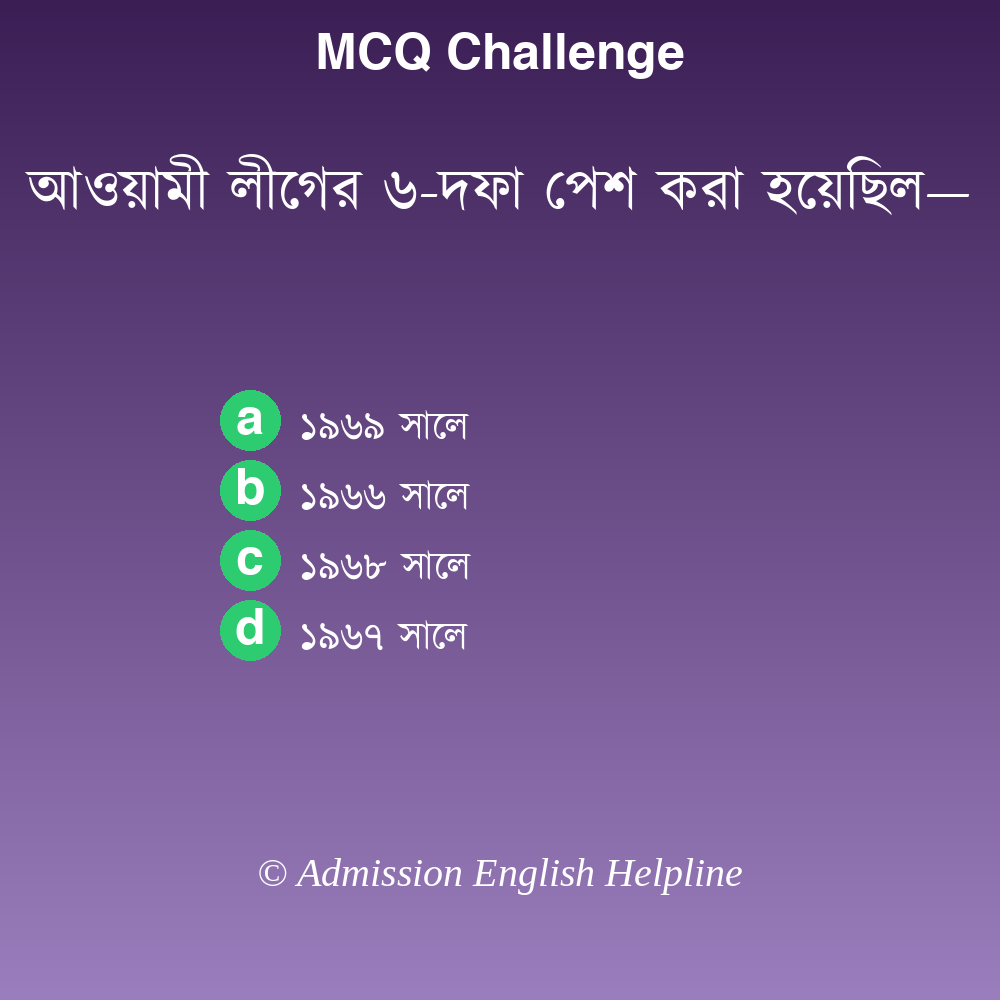 MCQ Challenge
আওয়ামী লীগের ৬-দফা পেশ করা হয়েছিল—
a ১৯৬৯ সালে
b ১৯৬৬ সালে
c ১৯৬৮ সালে
d ১৯৬৭ সালে
© Admission English Helpline